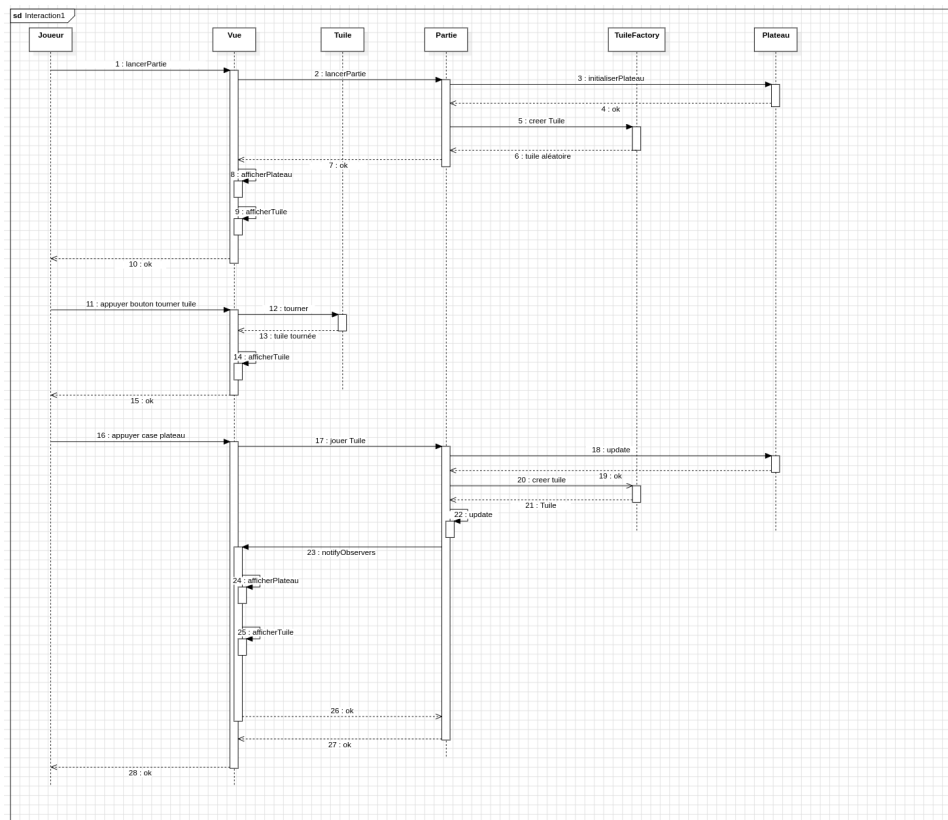 sd Interaction1
Joueur
Vue
Tuile
Partie
TuileFactory
Plateau
1 : lancerPartie
2 : lancerPartie
3 : initialiserPlateau
4 : ok
5 : creer Tuile
6 : tuile aléatoire
7 : ok
8 : afficherPlateau
9 : afficherTuile
10 : ok
11 : appuyer bouton tourner tuile
12 : tourner
13 : tuile tournée
14 : afficherTuile
15 : ok
16 : appuyer case plateau
17 : jouer Tuile
18 : update
19 : ok
20 : creer tuile
21 : Tuile
22 : update
23 : notifyObservers
24 : afficherPlateau
25 : afficherTuile
26 : ok
27 : ok
28 : ok